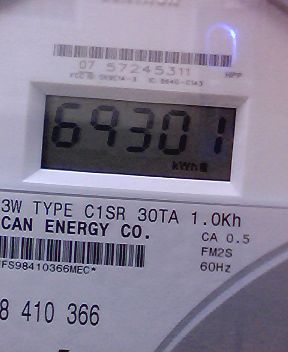 07 57245311
HPP
69301
kWh
3W TYPE C1SR 30TA 1.0Kh
CAN ENERGY CO.
CA 0.5
FM2S
60Hz
FS98410366MEC*
8 410 366